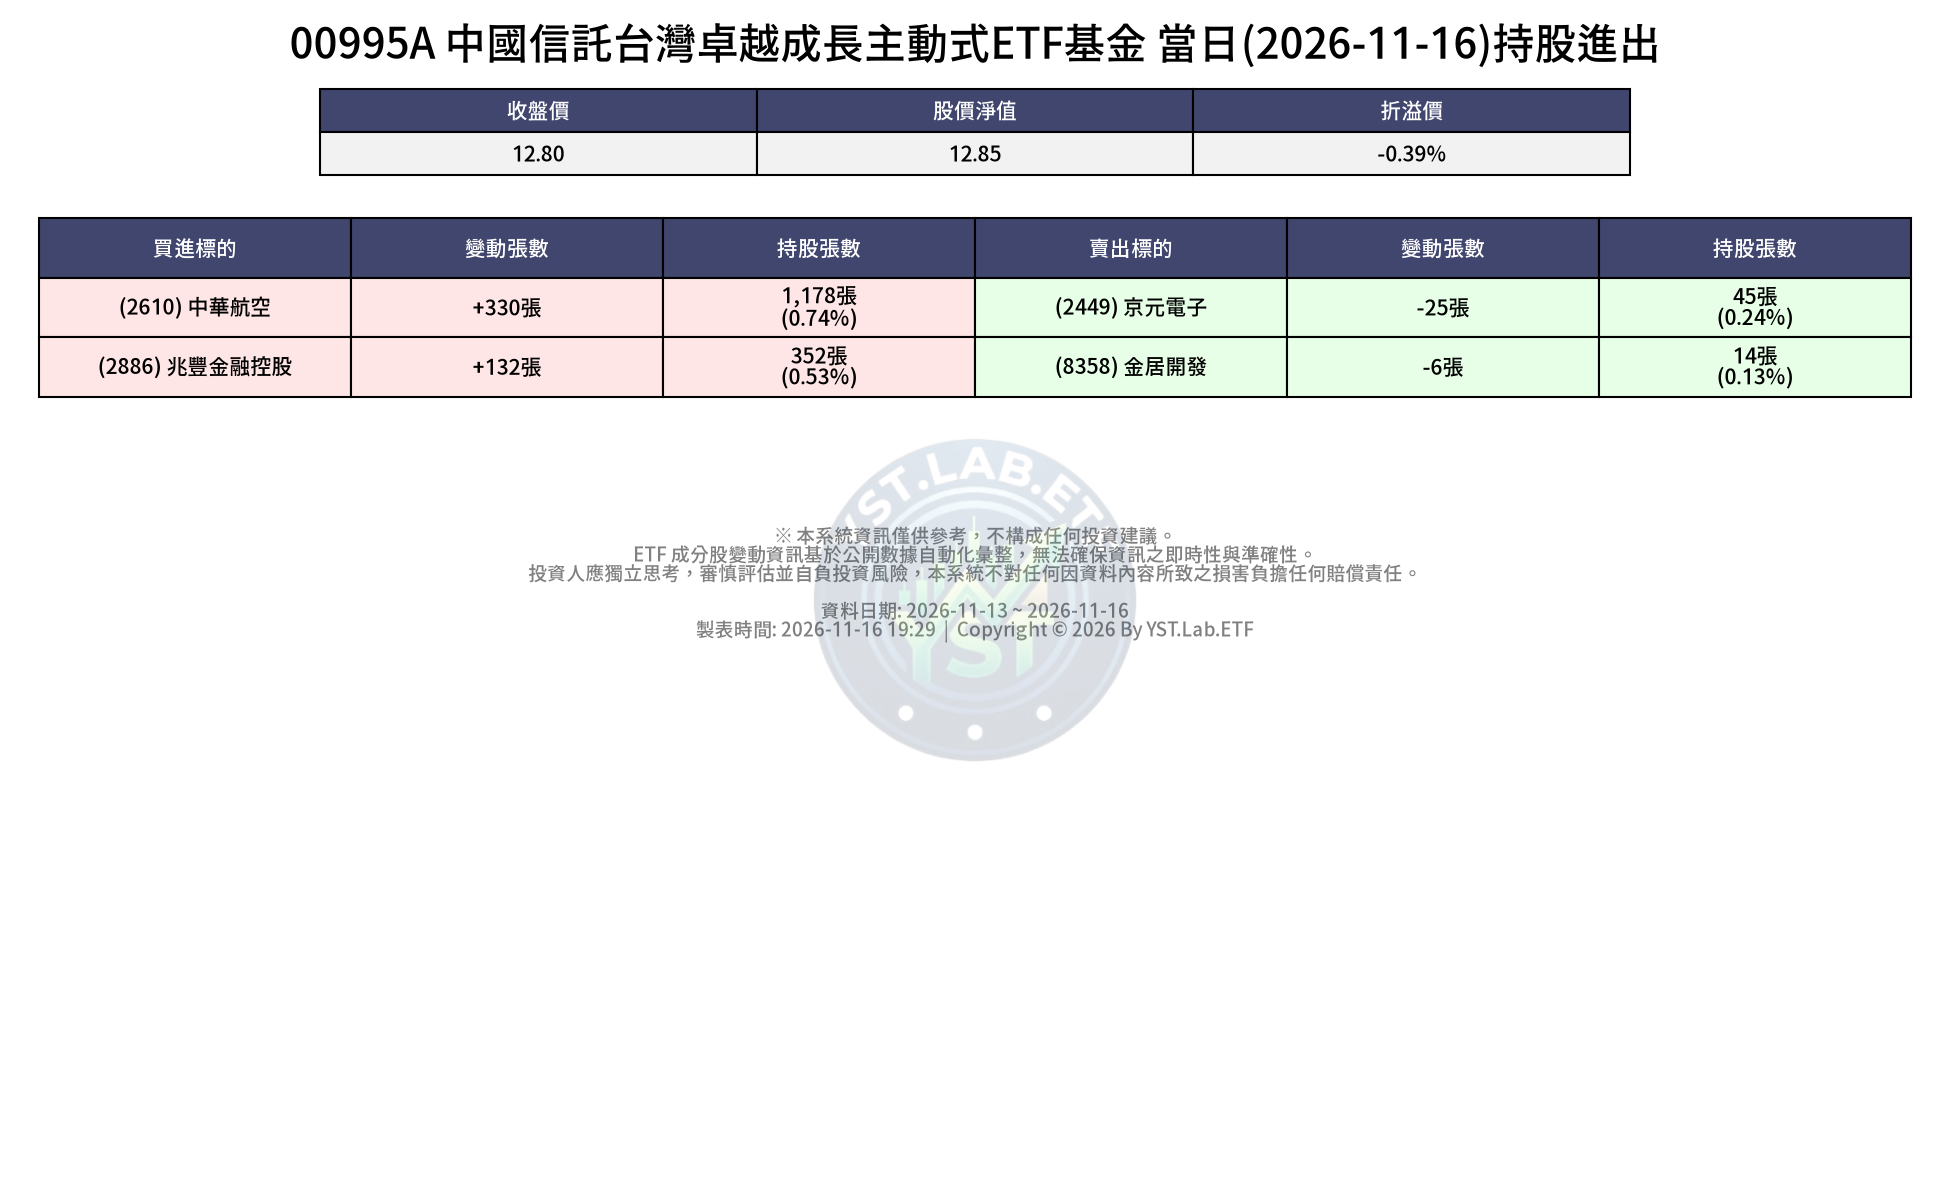 00995A 中國信託台灣卓越成長主動式ETF基金 當日(2026-11-16)持股進出
收盤價 股價淨值 折溢價
12.80 12.85 -0.39%
買進標的 變動張數 持股張數 賣出標的 變動張數 持股張數
(2610) 中華航空 +330張 1,178張 (0.74%) (2449) 京元電子 -25張 45張 (0.24%)
(2886) 兆豐金融控股 +132張 352張 (0.53%) (8358) 金居開發 -6張 14張 (0.13%)
YST.LAB.ET
※ 本系統資訊僅供參考，不構成任何投資建議。
ETF 成分股變動資訊基於公開數據自動化彙整，無法確保資訊之即時性與準確性。
投資人應獨立思考，審慎評估並自負投資風險，本系統不對任何因資料內容所致之損害負擔任何賠償責任。
資料日期: 2026-11-13 ~ 2026-11-16
製表時間: 2026-11-16 19:29 | Copyright © 2026 By YST.Lab.ETF
YST